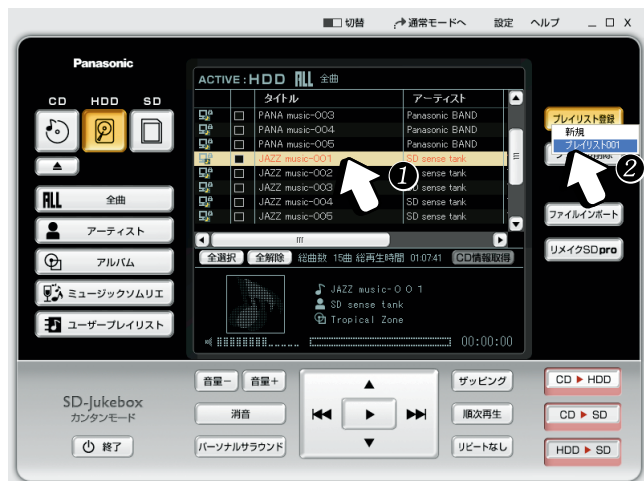 切替 通常モードへ 設定 ヘルプ
Panasonic
CD HDD SD
ALL 全曲
アーティスト
アルバム
ミュージックソムリエ
ユーザープレイリスト
ACTIVE : HDD ALL 全曲
タイトル アーティスト
PANA music-003 Panasonic BAND
PANA music-004 Panasonic BAND
PANA music-005 Panasonic BAND
JAZZ music-001 SD sense tank
JAZZ music-002 SD sense tank
JAZZ music-003 SD sense tank
JAZZ music-004 SD sense tank
JAZZ music-005 SD sense tank
1
全選択 全解除 総曲数 15曲 総再生時間 01:07:41 CD情報取得
JAZZ music-001
SD sense tank
Tropical Zone
00:00:00
プレイリスト登録
新規
プレイリスト001
2
ファイルインポート
リメイクSDpro
SD-Jukebox
カンタンモード
終了
音量− 音量+
消音
パーソナルサラウンド
ザッピング
順次再生
リピートなし
CD ▶ HDD
CD ▶ SD
HDD ▶ SD